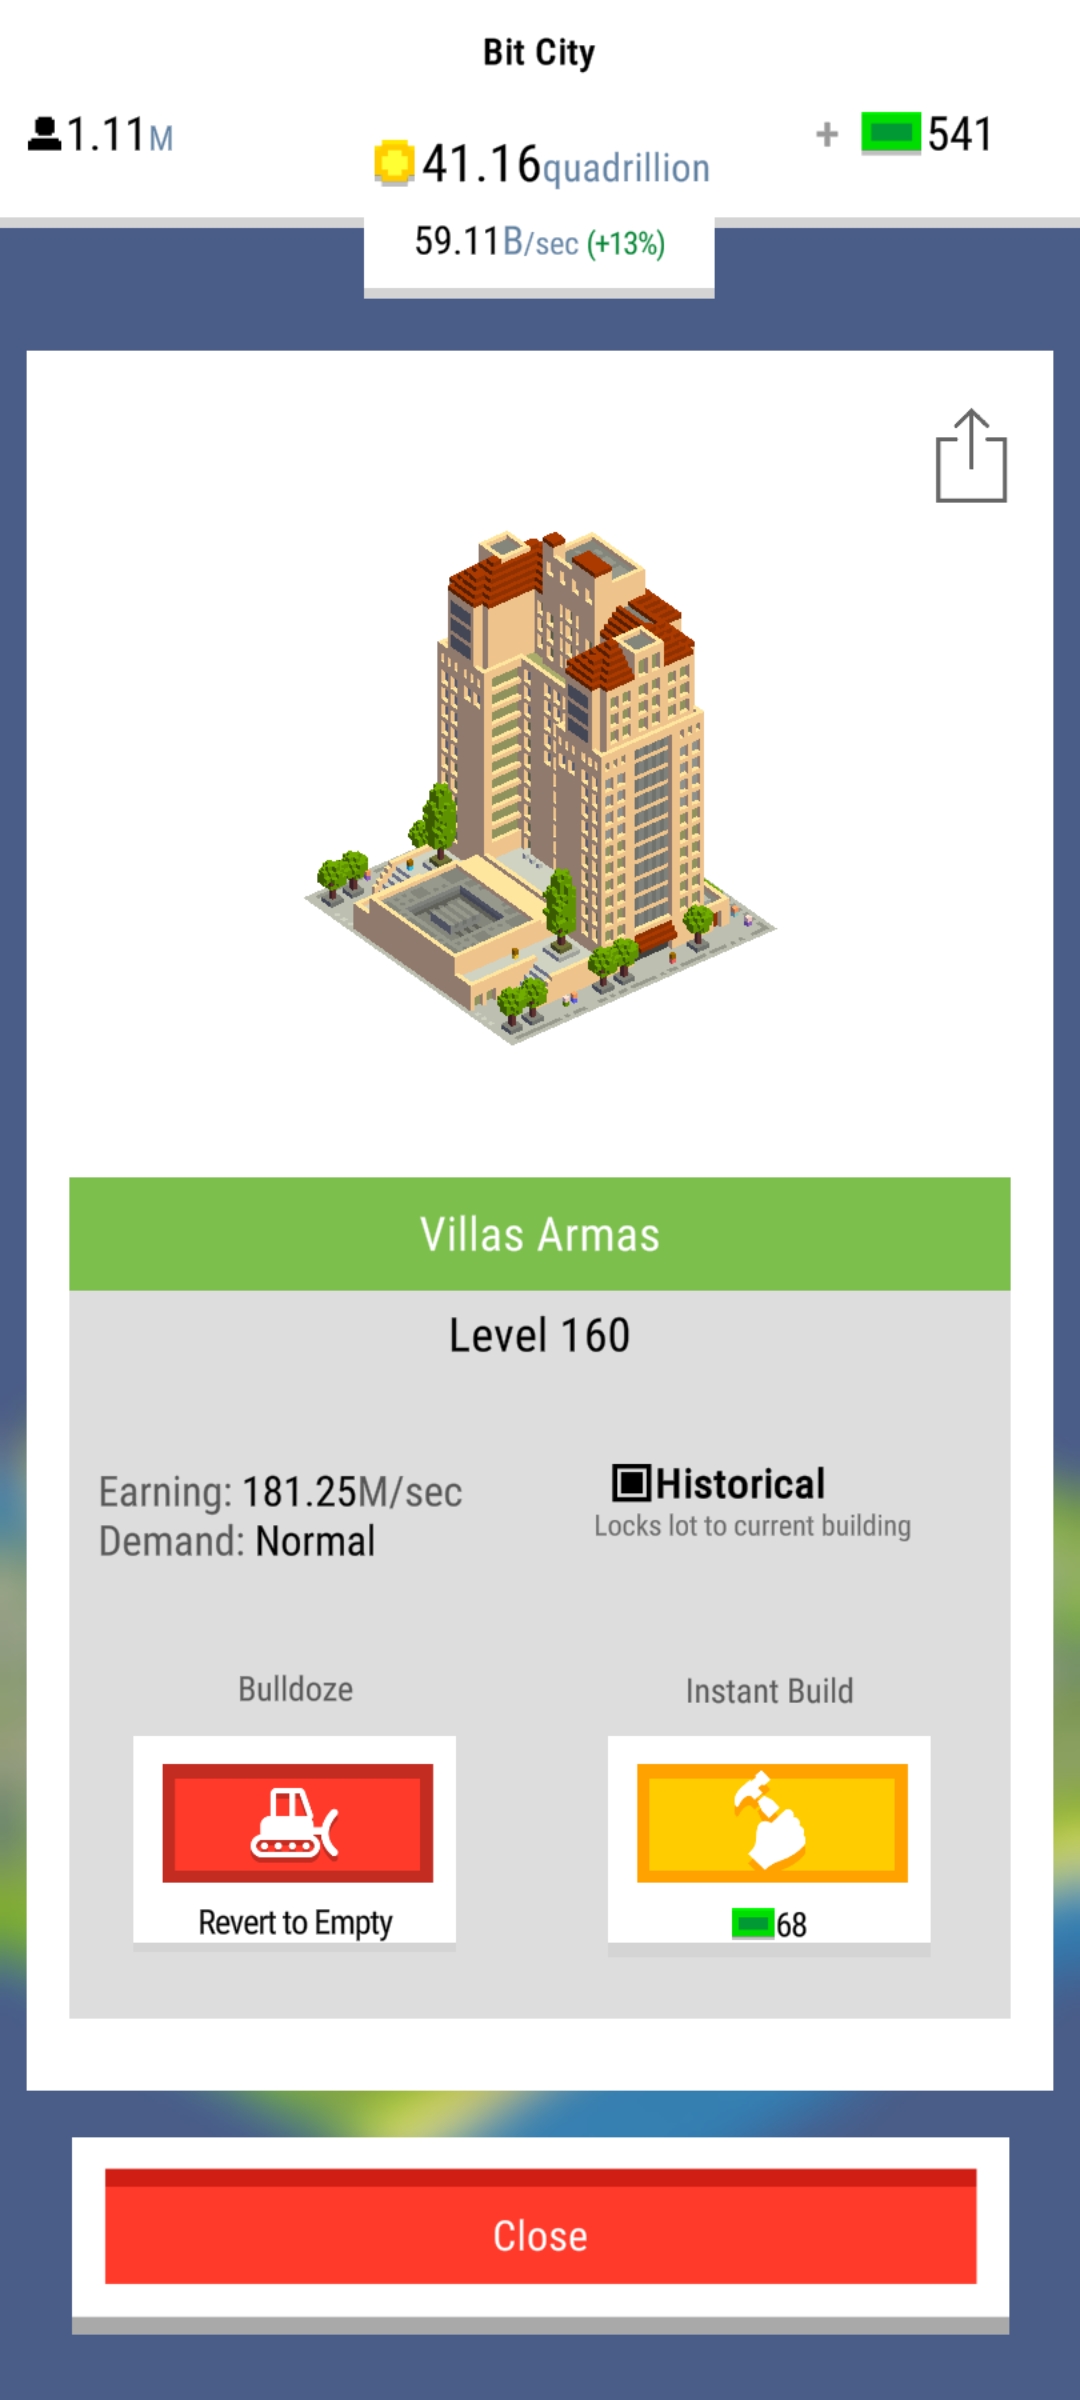 Bit City
1.11M
41.16quadrillion
+ 541
59.11B/sec (+13%)
Villas Armas
Level 160
Earning: 181.25M/sec
Demand: Normal
Historical
Locks lot to current building
Bulldoze
Instant Build
Revert to Empty
68
Close